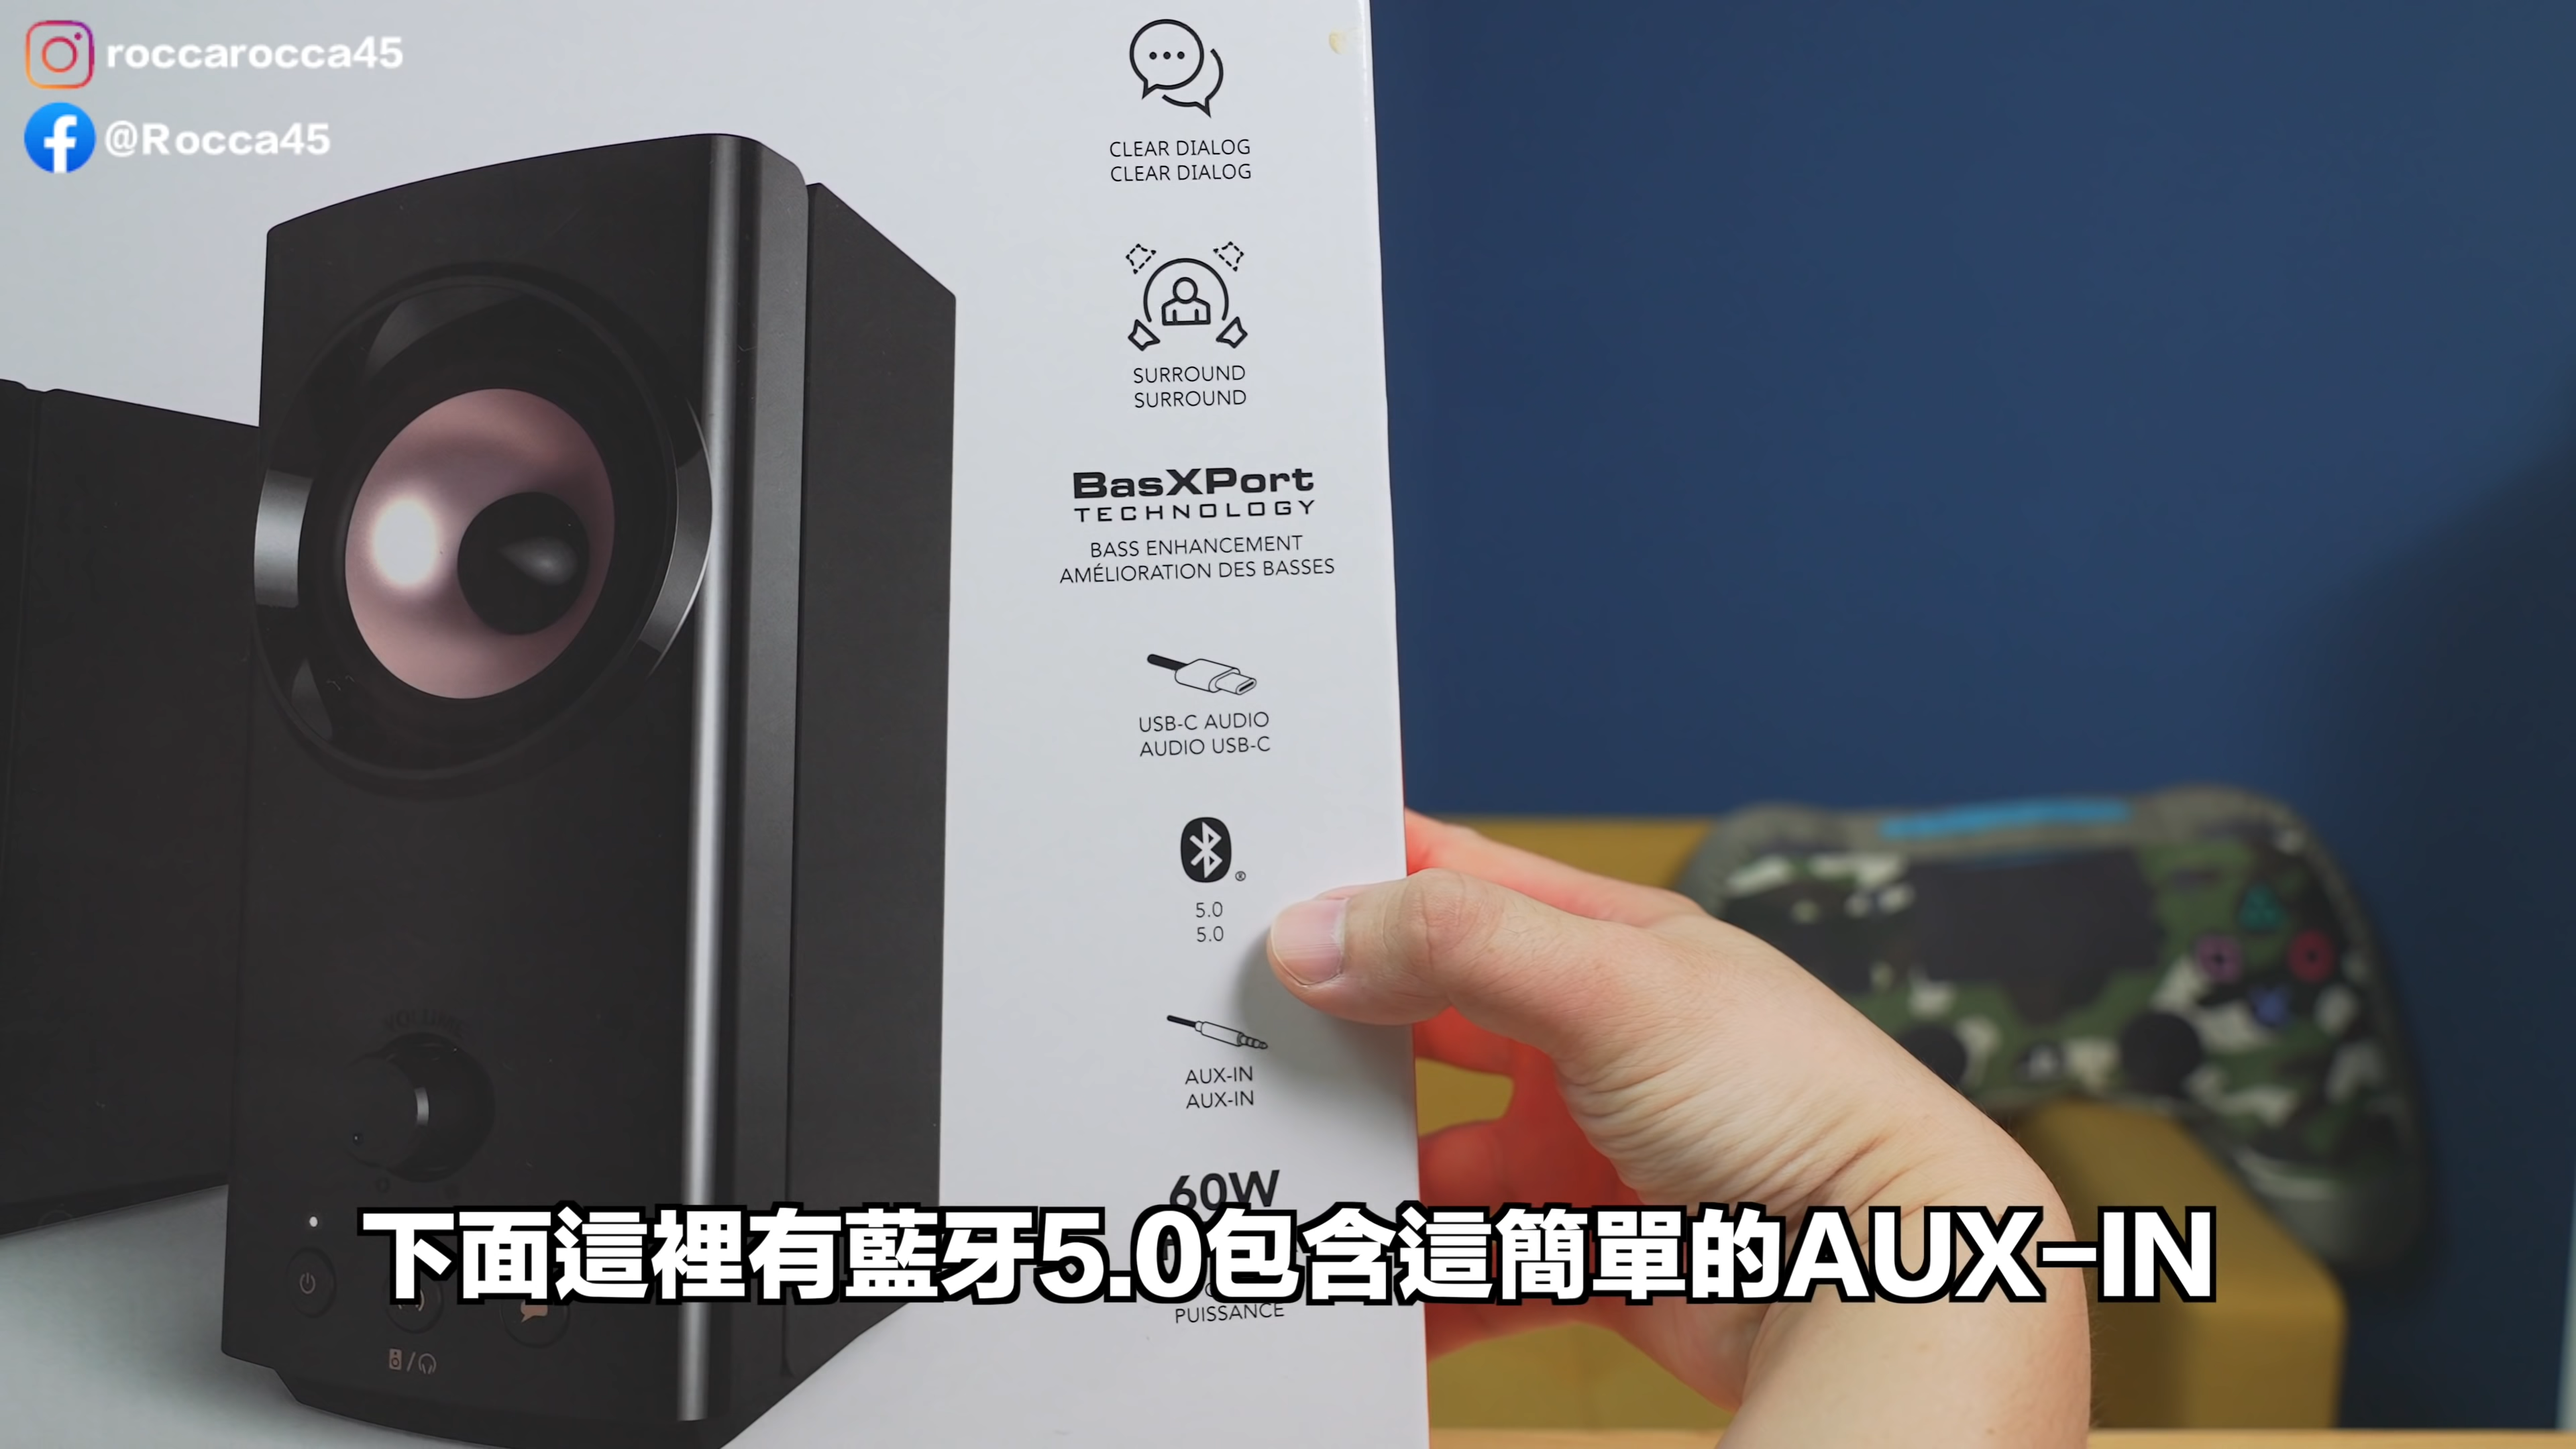 roccarocca45
@Rocca45
CLEAR DIALOG
CLEAR DIALOG
SURROUND
SURROUND
BasXPort
TECHNOLOGY
BASS ENHANCEMENT
AMÉLIORATION DES BASSES
USB-C AUDIO
AUDIO USB-C
5.0
5.0
AUX-IN
AUX-IN
60W
PUISSANCE
VOLUME
下面這裡有藍牙5.0包含這簡單的AUX-IN